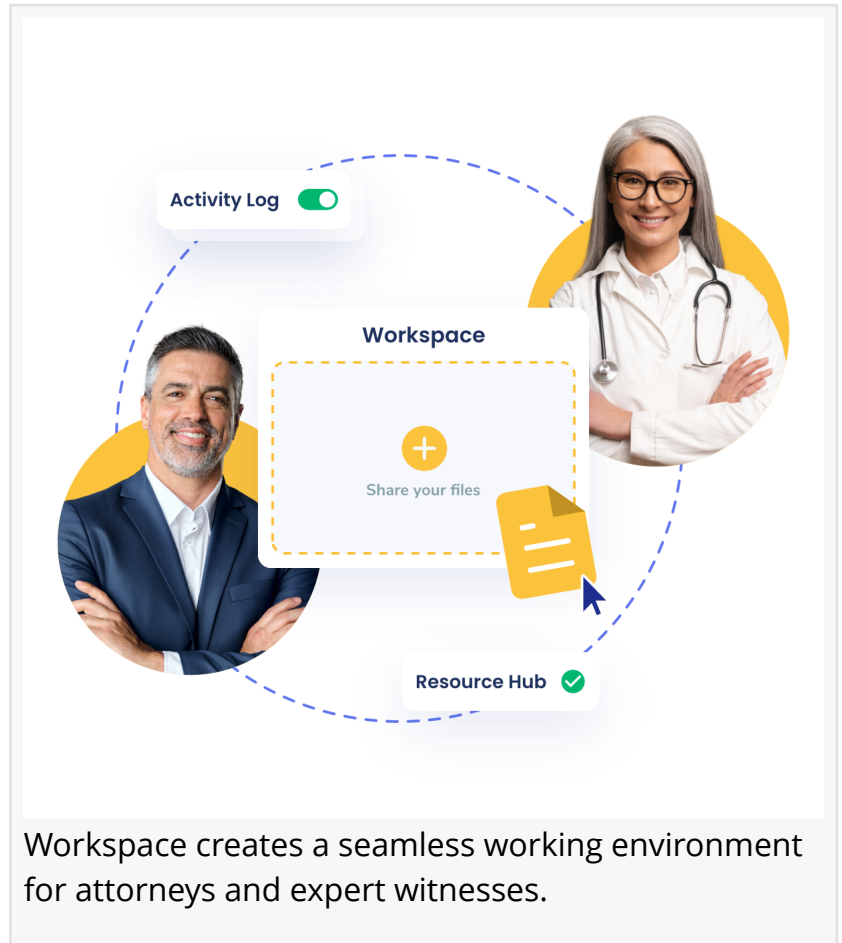 Activity Log
Workspace
Share your files
Resource Hub
Workspace creates a seamless working environment
for attorneys and expert witnesses.